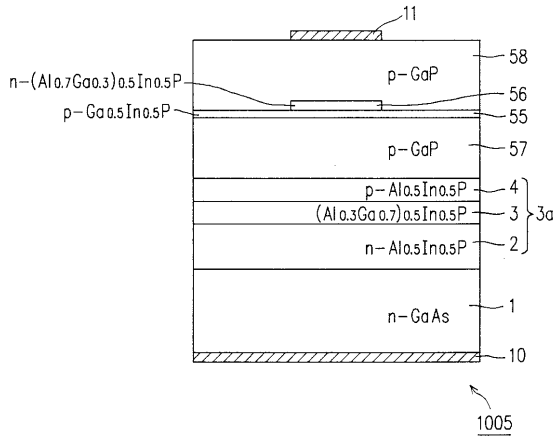 11
58
p-GaP
n-(Al0.7Ga0.3)0.5In0.5P
56
p-Ga0.5In0.5P
55
p-GaP
57
p-Al0.5In0.5P
4
(Al0.3Ga0.7)0.5In0.5P
3
3a
n-Al0.5In0.5P
2
n-GaAs
1
10
1005